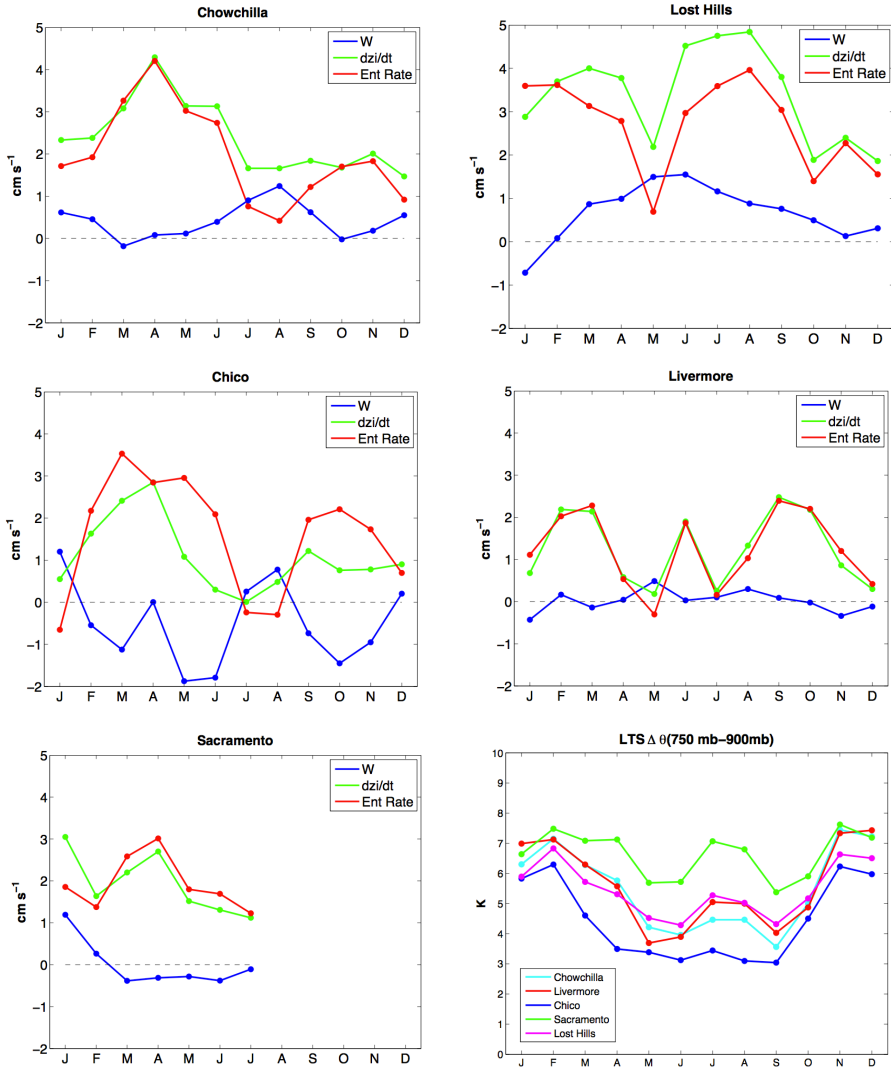 Chowchilla
W
dzi/dt
Ent Rate
cm s⁻¹
5
4
3
2
1
0
−1
−2
J F M A M J J A S O N D
Lost Hills
W
dzi/dt
Ent Rate
cm s⁻¹
5
4
3
2
1
0
−1
−2
J F M A M J J A S O N D
Chico
W
dzi/dt
Ent Rate
cm s⁻¹
5
4
3
2
1
0
−1
−2
J F M A M J J A S O N D
Livermore
W
dzi/dt
Ent Rate
cm s⁻¹
5
4
3
2
1
0
−1
−2
J F M A M J J A S O N D
Sacramento
W
dzi/dt
Ent Rate
cm s⁻¹
5
4
3
2
1
0
−1
−2
J F M A M J J A S O N D
LTS Δ θ(750 mb−900mb)
K
10
9
8
7
6
5
4
3
2
1
0
Chowchilla
Livermore
Chico
Sacramento
Lost Hills
J F M A M J J A S O N D